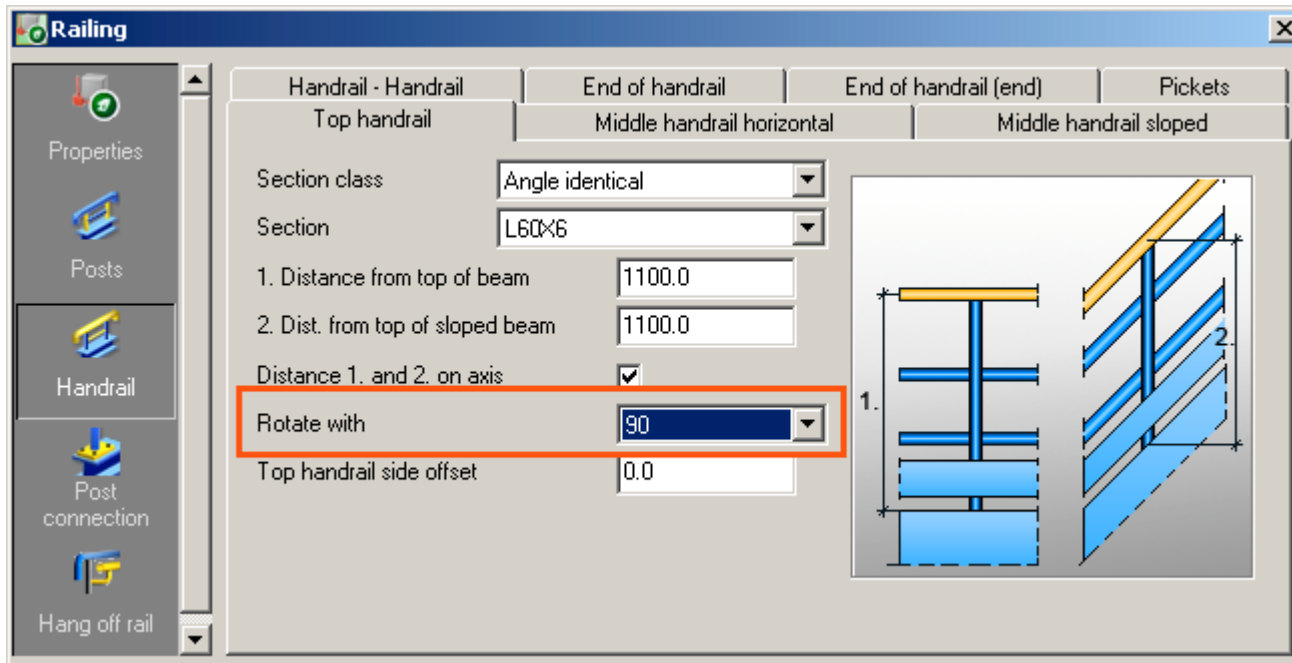 Railing
Properties
Posts
Handrail
Post
connection
Hang off rail
Handrail - Handrail
End of handrail
End of handrail (end)
Pickets
Top handrail
Middle handrail horizontal
Middle handrail sloped
Section class Angle identical
Section L60X6
1. Distance from top of beam 1100.0
2. Dist. from top of sloped beam 1100.0
Distance 1. and 2. on axis
Rotate with 90
Top handrail side offset 0.0
1.
2.